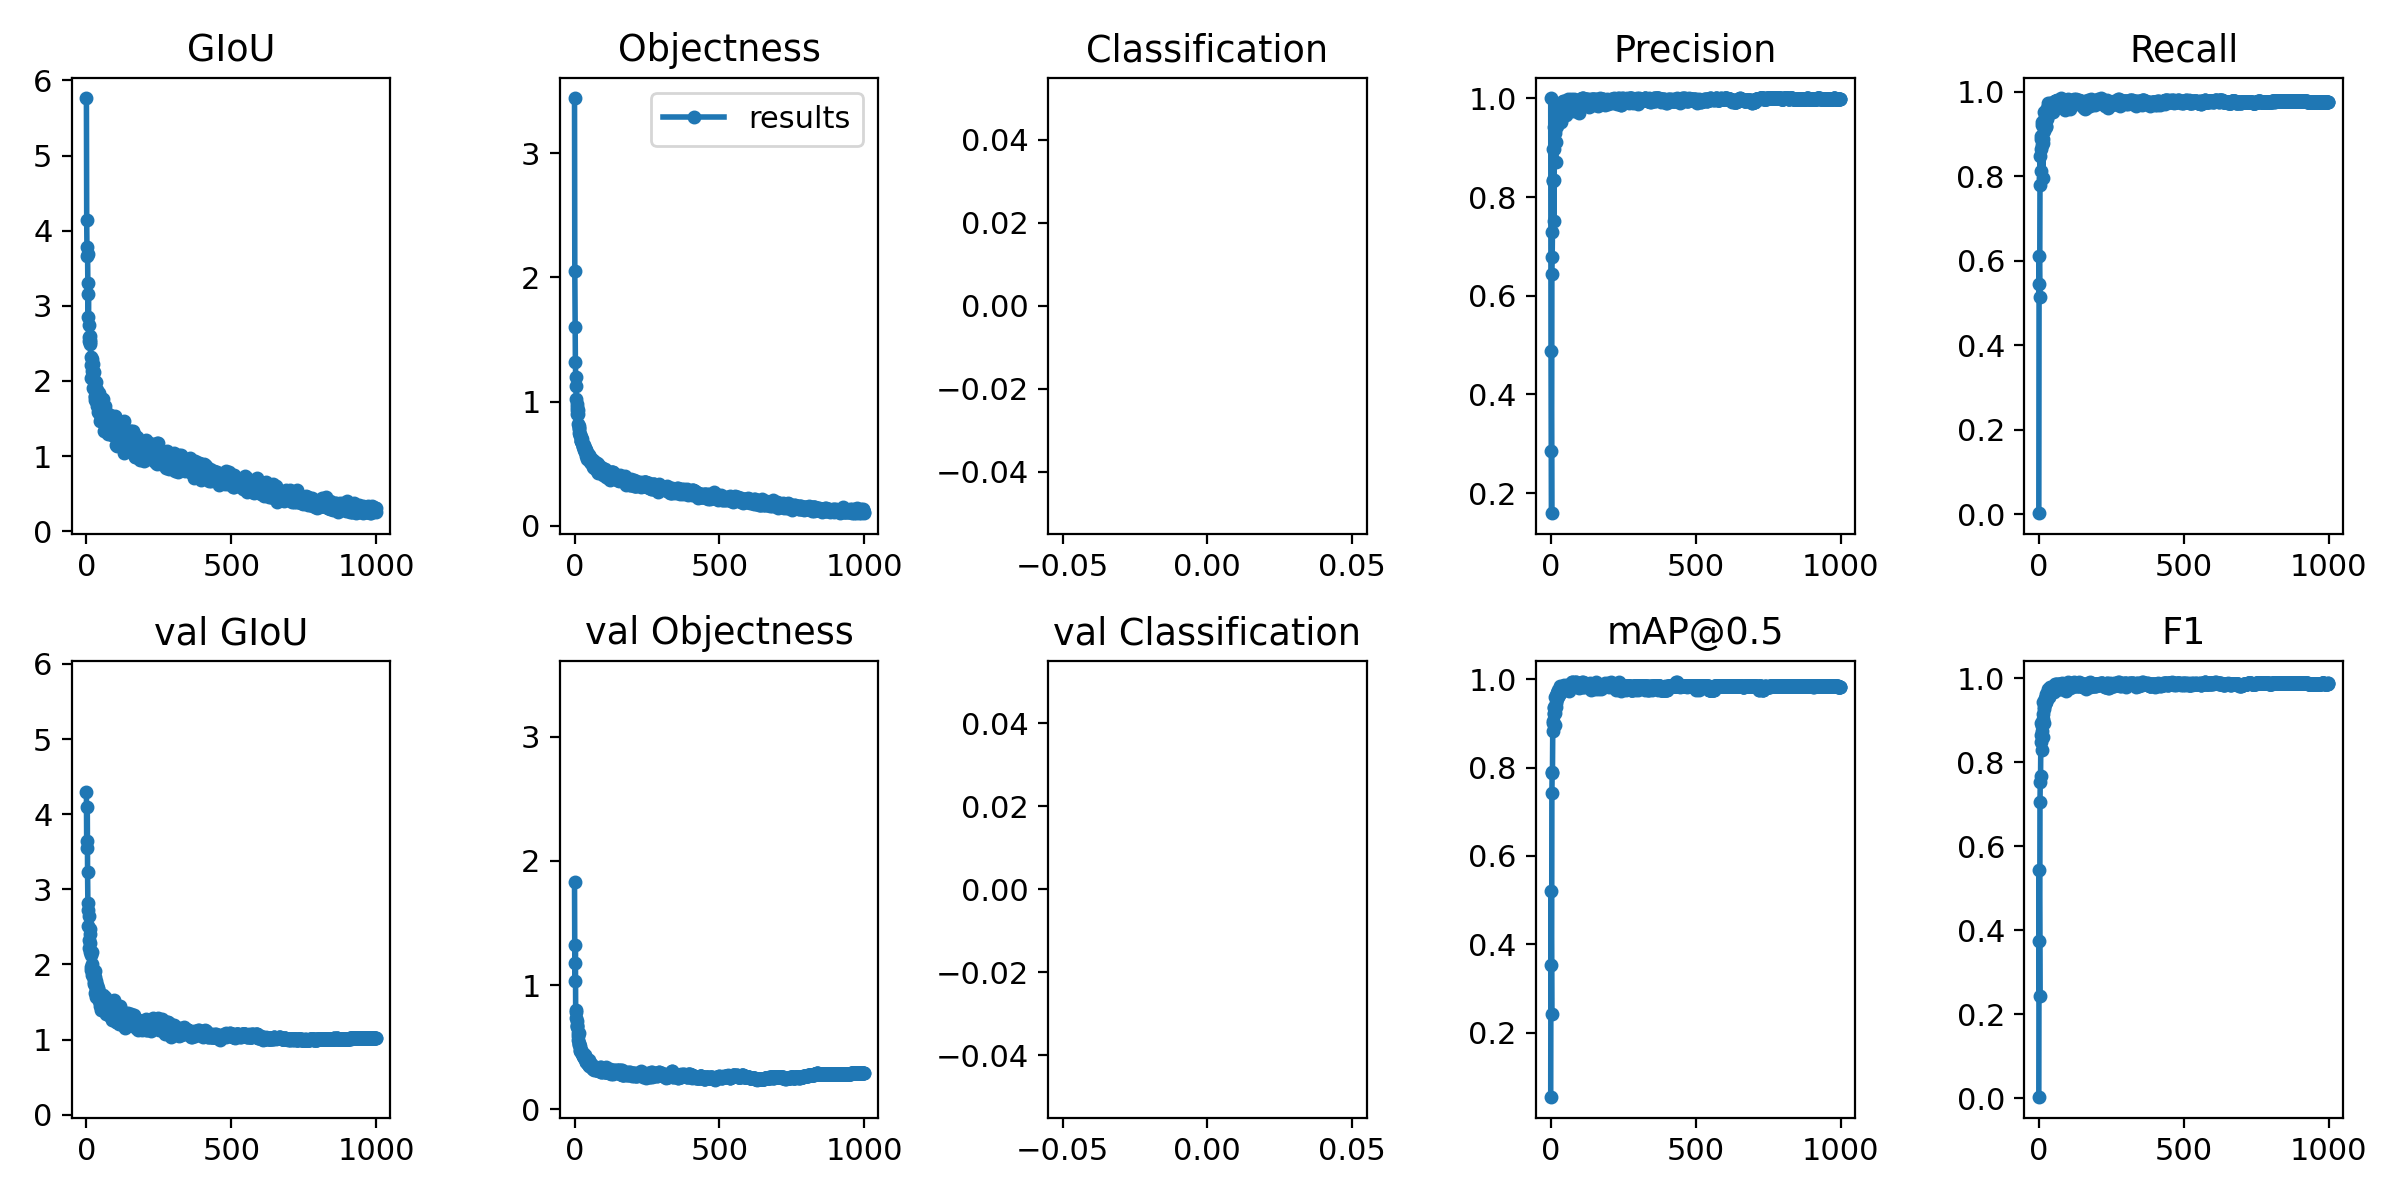 GIoU Objectness Classification Precision Recall
6 results 1.0 1.0
5 3 0.04 0.8 0.8
4 0.02
3 2 0.00 0.6 0.6
2 1 −0.02 0.4 0.4
1 −0.04 0.2 0.2
0 0 0.0
0 500 1000 0 500 1000 −0.05 0.00 0.05 0 500 1000 0 500 1000
val GIoU val Objectness val Classification mAP@0.5 F1
6 1.0 1.0
5 3 0.04 0.8 0.8
4 0.02
3 2 0.00 0.6 0.6
2 1 −0.02 0.4 0.4
1 −0.04 0.2 0.2
0 0 0.0
0 500 1000 0 500 1000 −0.05 0.00 0.05 0 500 1000 0 500 1000